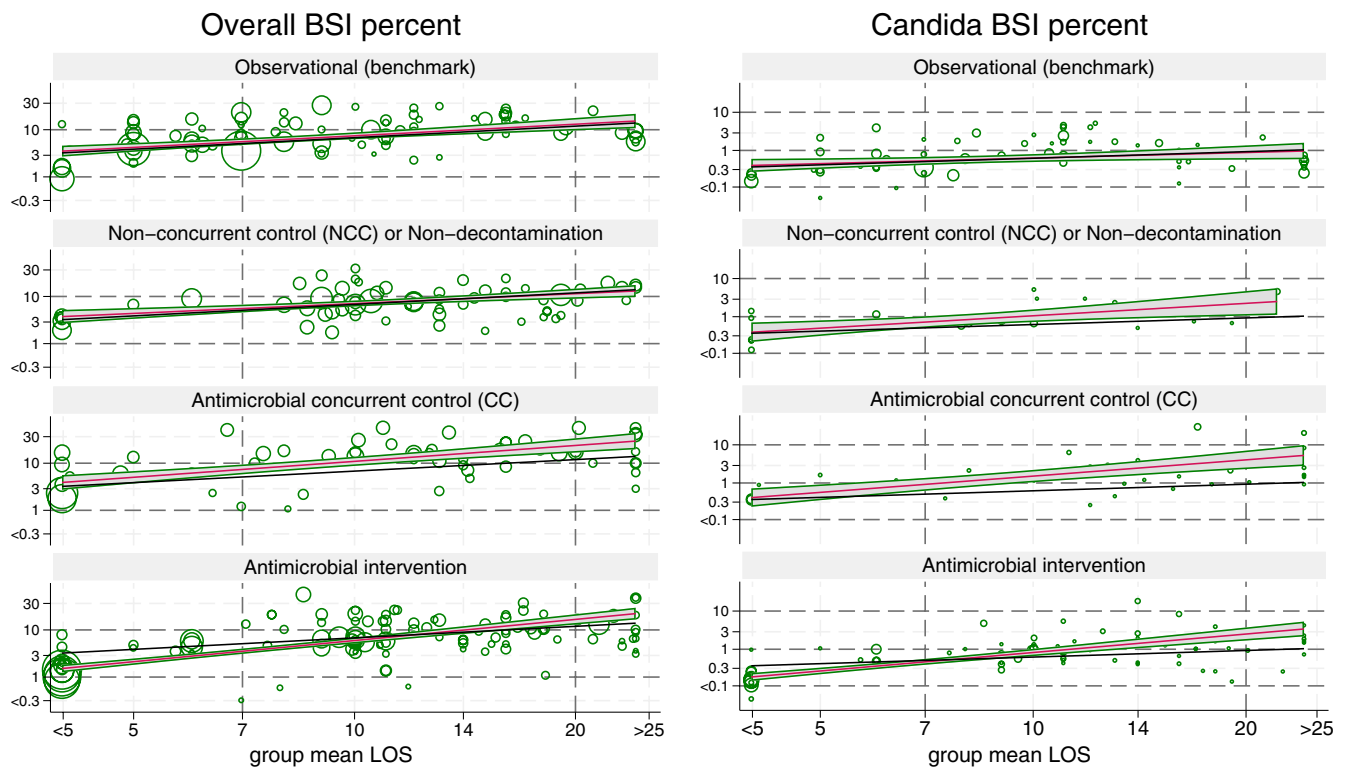 Overall BSI percent
Observational (benchmark)
30
10
3
1
<0.3
Non−concurrent control (NCC) or Non−decontamination
30
10
3
1
<0.3
Antimicrobial concurrent control (CC)
30
10
3
1
<0.3
Antimicrobial intervention
30
10
3
1
<0.3
<5 5 7 10 14 20 >25
group mean LOS
Candida BSI percent
Observational (benchmark)
10
3
1
0.3
<0.1
Non−concurrent control (NCC) or Non−decontamination
10
3
1
0.3
<0.1
Antimicrobial concurrent control (CC)
10
3
1
0.3
<0.1
Antimicrobial intervention
10
3
1
0.3
<0.1
<5 5 7 10 14 20 >25
group mean LOS